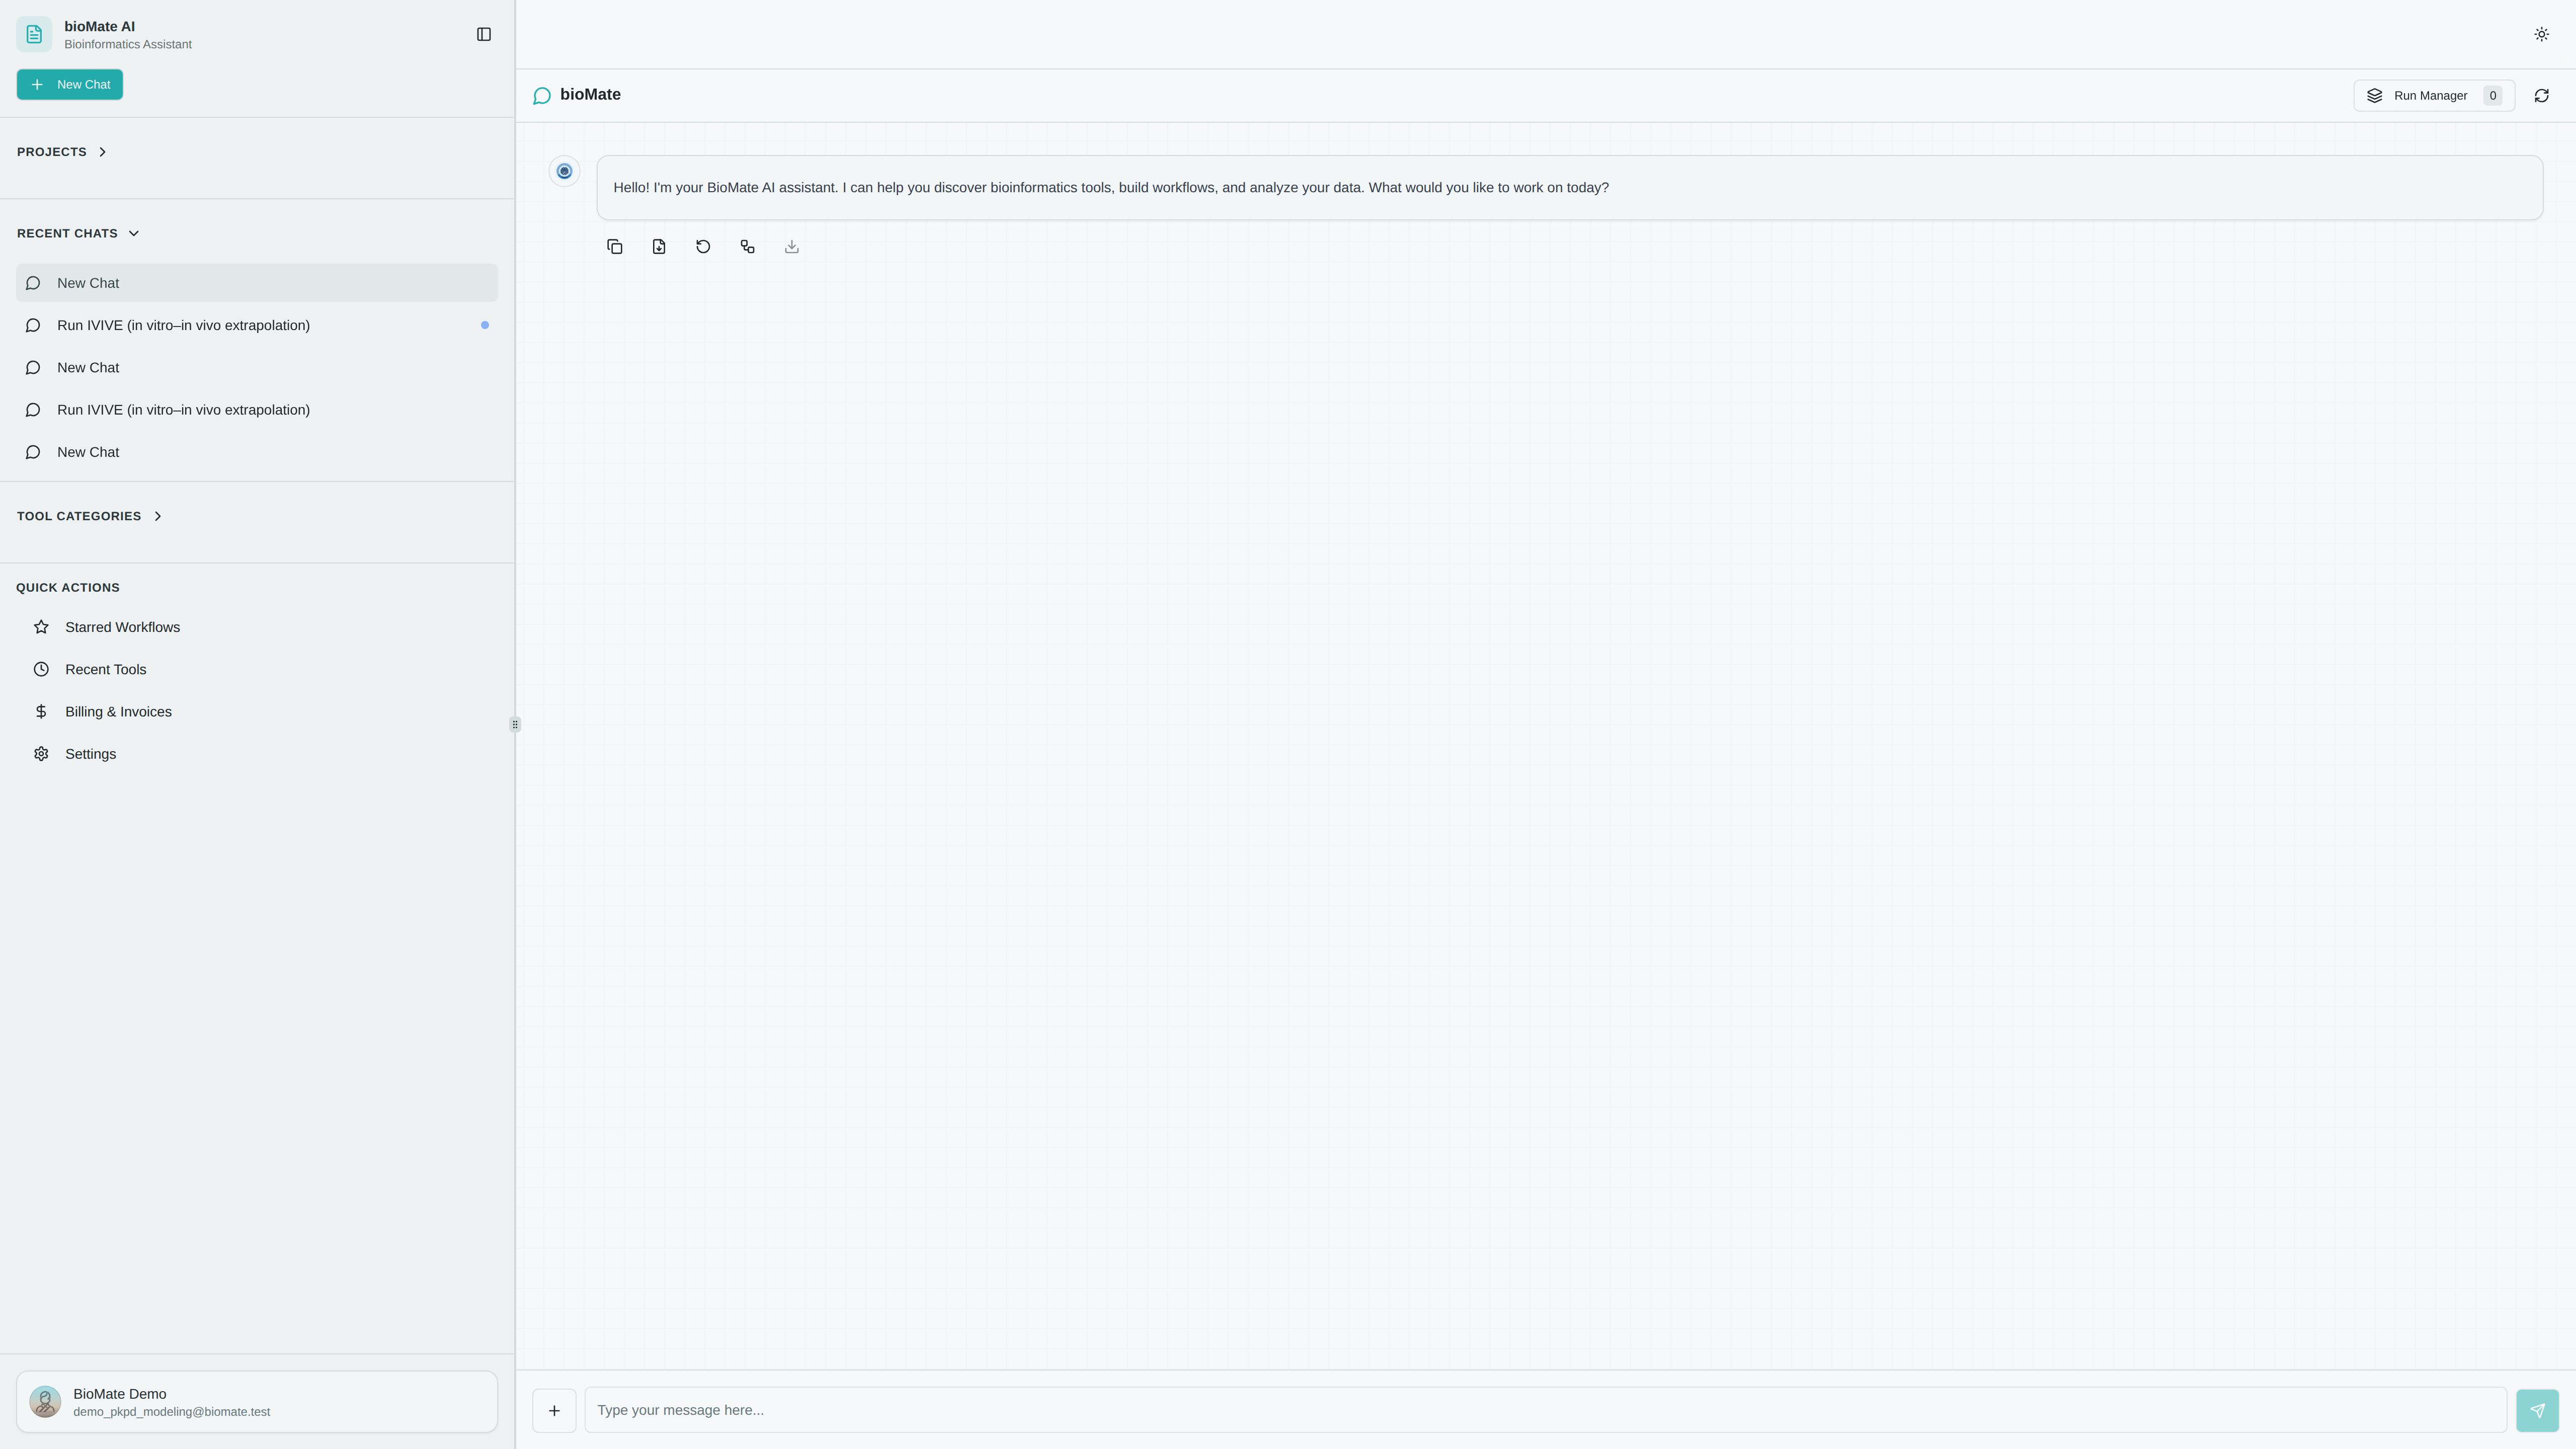 bioMate AI
Bioinformatics Assistant
New Chat
PROJECTS
RECENT CHATS
New Chat
Run IVIVE (in vitro–in vivo extrapolation)
New Chat
Run IVIVE (in vitro–in vivo extrapolation)
New Chat
TOOL CATEGORIES
QUICK ACTIONS
Starred Workflows
Recent Tools
Billing & Invoices
Settings
BioMate Demo
demo_pkpd_modeling@biomate.test
bioMate
Run Manager 0
Hello! I'm your BioMate AI assistant. I can help you discover bioinformatics tools, build workflows, and analyze your data. What would you like to work on today?
Type your message here...